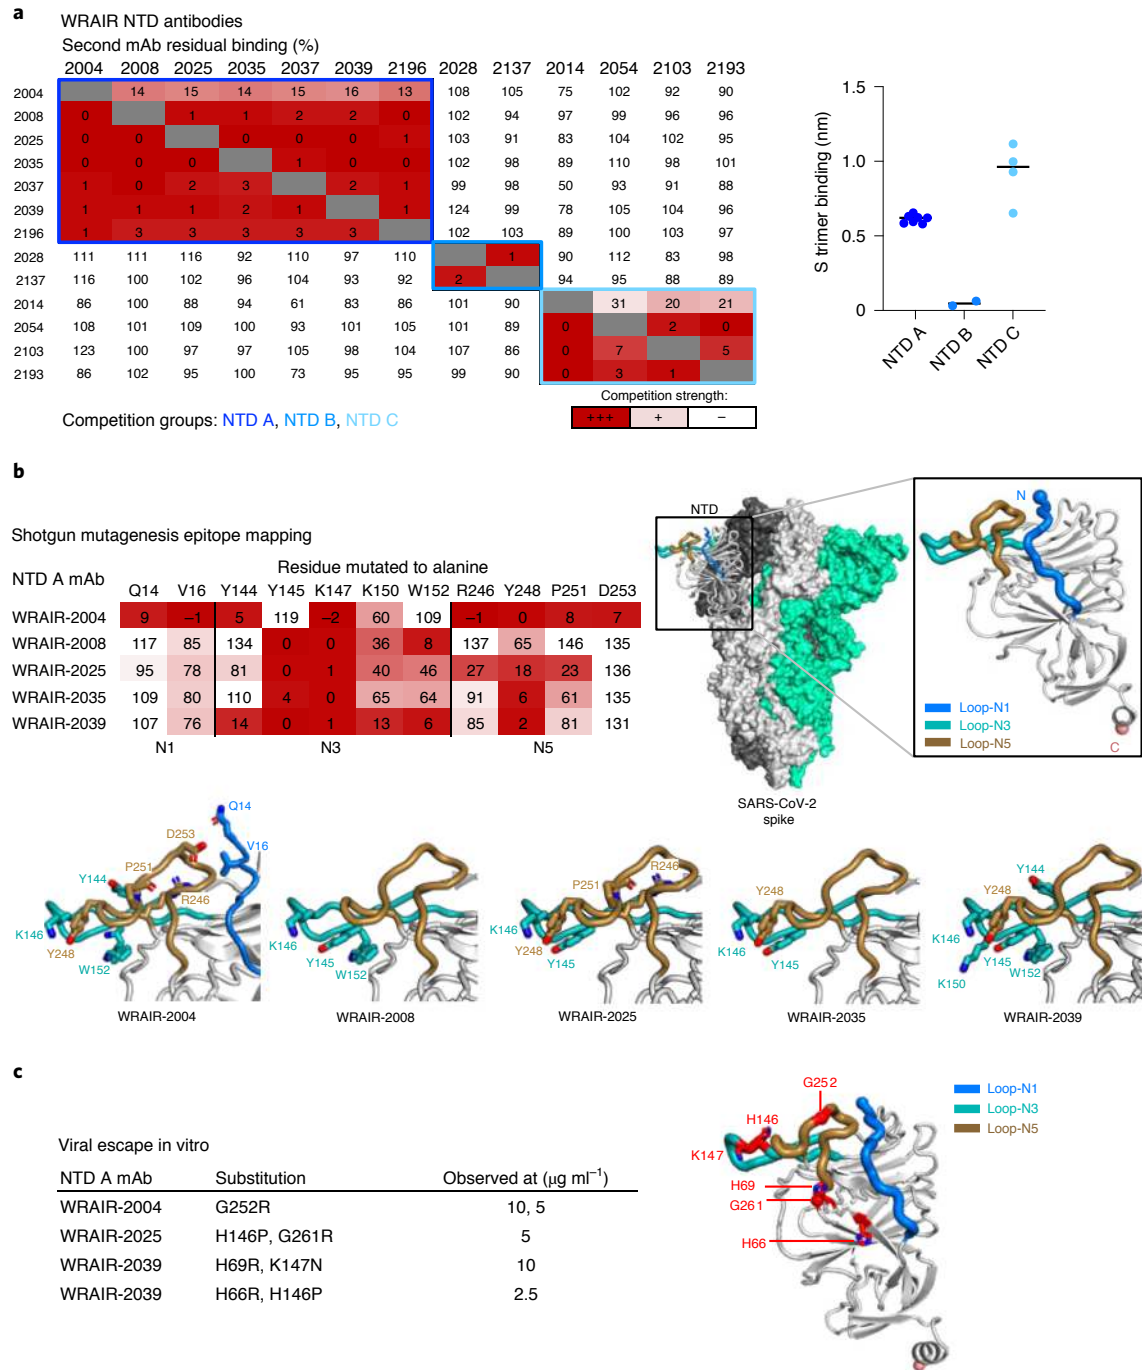 a
WRAIR NTD antibodies
Second mAb residual binding (%)
2004 2008 2025 2035 2037 2039 2196 2028 2137 2014 2054 2103 2193
2004 14 15 14 15 16 13 108 105 75 102 92 90
2008 0 1 1 2 2 0 102 94 97 99 96 96
2025 0 0 0 0 0 1 103 91 83 104 102 95
2035 0 0 0 1 0 0 102 98 89 110 98 101
2037 1 0 2 3 2 1 99 98 50 93 91 88
2039 1 1 1 2 1 1 124 99 78 105 104 96
2196 1 3 3 3 3 3 102 103 89 100 103 97
2028 111 111 116 92 110 97 110 1 90 112 83 98
2137 116 100 102 96 104 93 92 2 94 95 88 89
2014 86 100 88 94 61 83 86 101 90 31 20 21
2054 108 101 109 100 93 101 105 101 89 0 2 0
2103 123 100 97 97 105 98 104 107 86 0 7 5
2193 86 102 95 100 73 95 95 99 90 0 3 1
Competition groups: NTD A, NTD B, NTD C
Competition strength:
+++ + –
S trimer binding (nm)
1.5
1.0
0.5
0
NTD A
NTD B
NTD C
b
Shotgun mutagenesis epitope mapping
NTD A mAb
Residue mutated to alanine
Q14 V16 Y144 Y145 K147 K150 W152 R246 Y248 P251 D253
WRAIR-2004 9 –1 5 119 –2 60 109 –1 0 8 7
WRAIR-2008 117 85 134 0 0 36 8 137 65 146 135
WRAIR-2025 95 78 81 0 1 40 46 27 18 23 136
WRAIR-2035 109 80 110 4 0 65 64 91 6 61 135
WRAIR-2039 107 76 14 0 1 13 6 85 2 81 131
N1 N3 N5
NTD
SARS-CoV-2
spike
N
Loop-N1
Loop-N3
Loop-N5
C
Q14
D253
V16
P251
Y144
R246
K146
Y248
W152
WRAIR-2004
K146
Y145
W152
WRAIR-2008
R246
P251
K146
Y248
Y145
WRAIR-2025
Y248
K146
Y145
WRAIR-2035
Y144
Y248
K146
Y145
W152
K150
WRAIR-2039
c
Viral escape in vitro
NTD A mAb Substitution Observed at (μg ml–1)
WRAIR-2004 G252R 10, 5
WRAIR-2025 H146P, G261R 5
WRAIR-2039 H69R, K147N 10
WRAIR-2039 H66R, H146P 2.5
G252
H146
K147
H69
G261
H66
Loop-N1
Loop-N3
Loop-N5